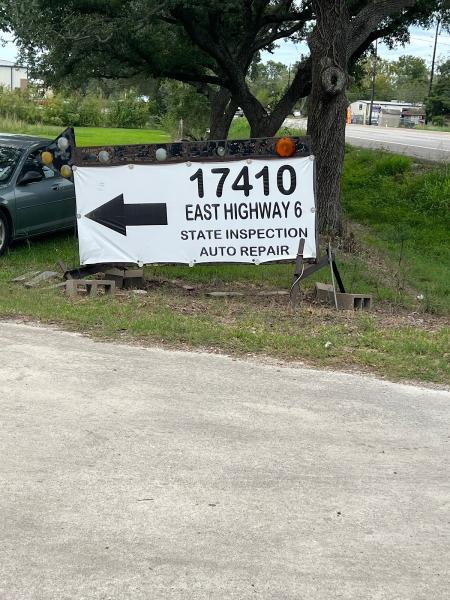 17410
EAST HIGHWAY 6
STATE INSPECTION
AUTO REPAIR